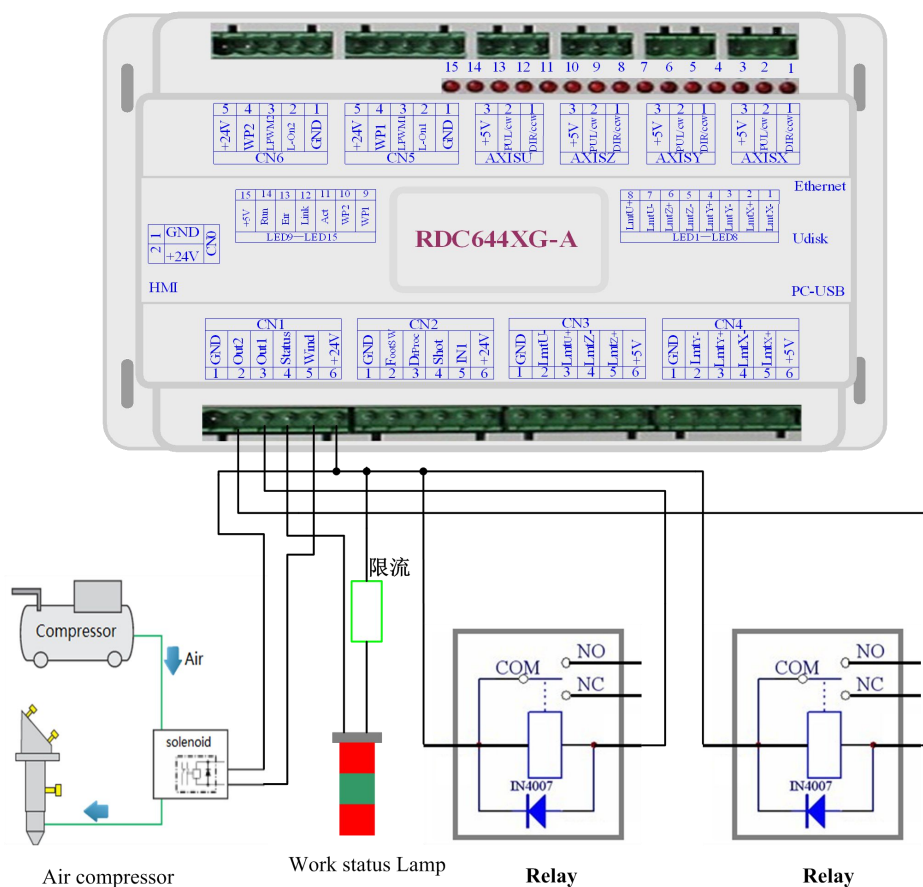 15 14 13 12 11 10 9 8 7 6 5 4 3 2 1
5 4 3 2 1
+24V WP2 LPWM2 L-On2 GND
CN6
5 4 3 2 1
+24V WP1 LPWM1 L-On1 GND
CN5
3 2 1
+5V PUL/cw DIR/ccw
AXISU
3 2 1
+5V PUL/cw DIR/ccw
AXISZ
3 2 1
+5V PUL/cw DIR/ccw
AXISY
3 2 1
+5V PUL/cw DIR/ccw
AXISX
15 14 13 12 11 10 9
+5V Run Err Link Act WP2 WP1
LED9—LED15
8 7 6 5 4 3 2 1
LmtU+ LmtU- LmtZ+ LmtZ- LmtY+ LmtY- LmtX+ LmtX-
LED1—LED8
Ethernet
Udisk
PC-USB
1 GND
2 +24V
CN0
HMI
RDC644XG-A
CN1
GND Out2 Out1 Status Wind +24V
1 2 3 4 5 6
CN2
GND FootSW DrProc Shot IN1 +24V
1 2 3 4 5 6
CN3
GND LmtU- LmtU+ LmtZ- LmtZ+ +5V
1 2 3 4 5 6
CN4
GND LmtY- LmtY+ LmtX- LmtX+ +5V
1 2 3 4 5 6
限流
Compressor
Air
solenoid
Air compressor
Work status Lamp
NO
COM
NC
IN4007
Relay
NO
COM
NC
IN4007
Relay